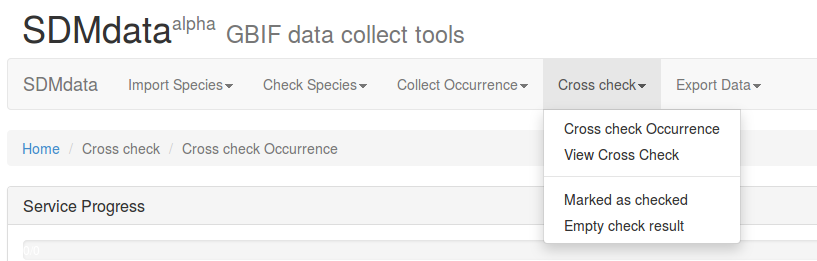 SDMdata alpha GBIF data collect tools
SDMdata Import Species Check Species Collect Occurrence Cross check Export Data
Cross check Occurrence
View Cross Check
Marked as checked
Empty check result
Home / Cross check / Cross check Occurrence
Service Progress
0.0